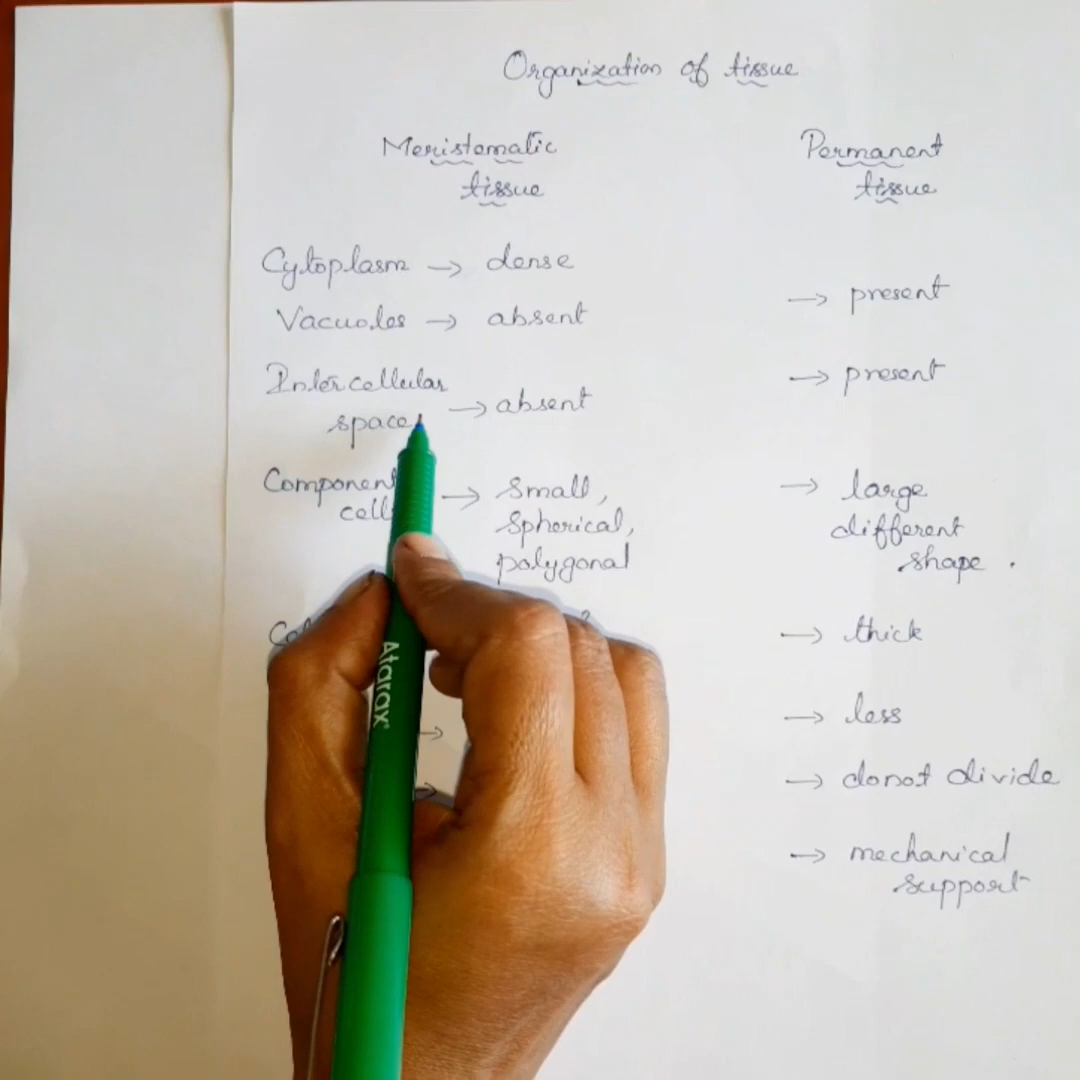 Organization of tissue
Meristematic
tissue
Permanent
tissue
Cytoplasm → dense
→ present
Vacuoles → absent
Intercellular
space → absent
→ present
Component
cell
→ small,
spherical,
polygonal
→ large
different
shape .
→ thick
→ less
→ donot divide
→ mechanical
support
Atarax